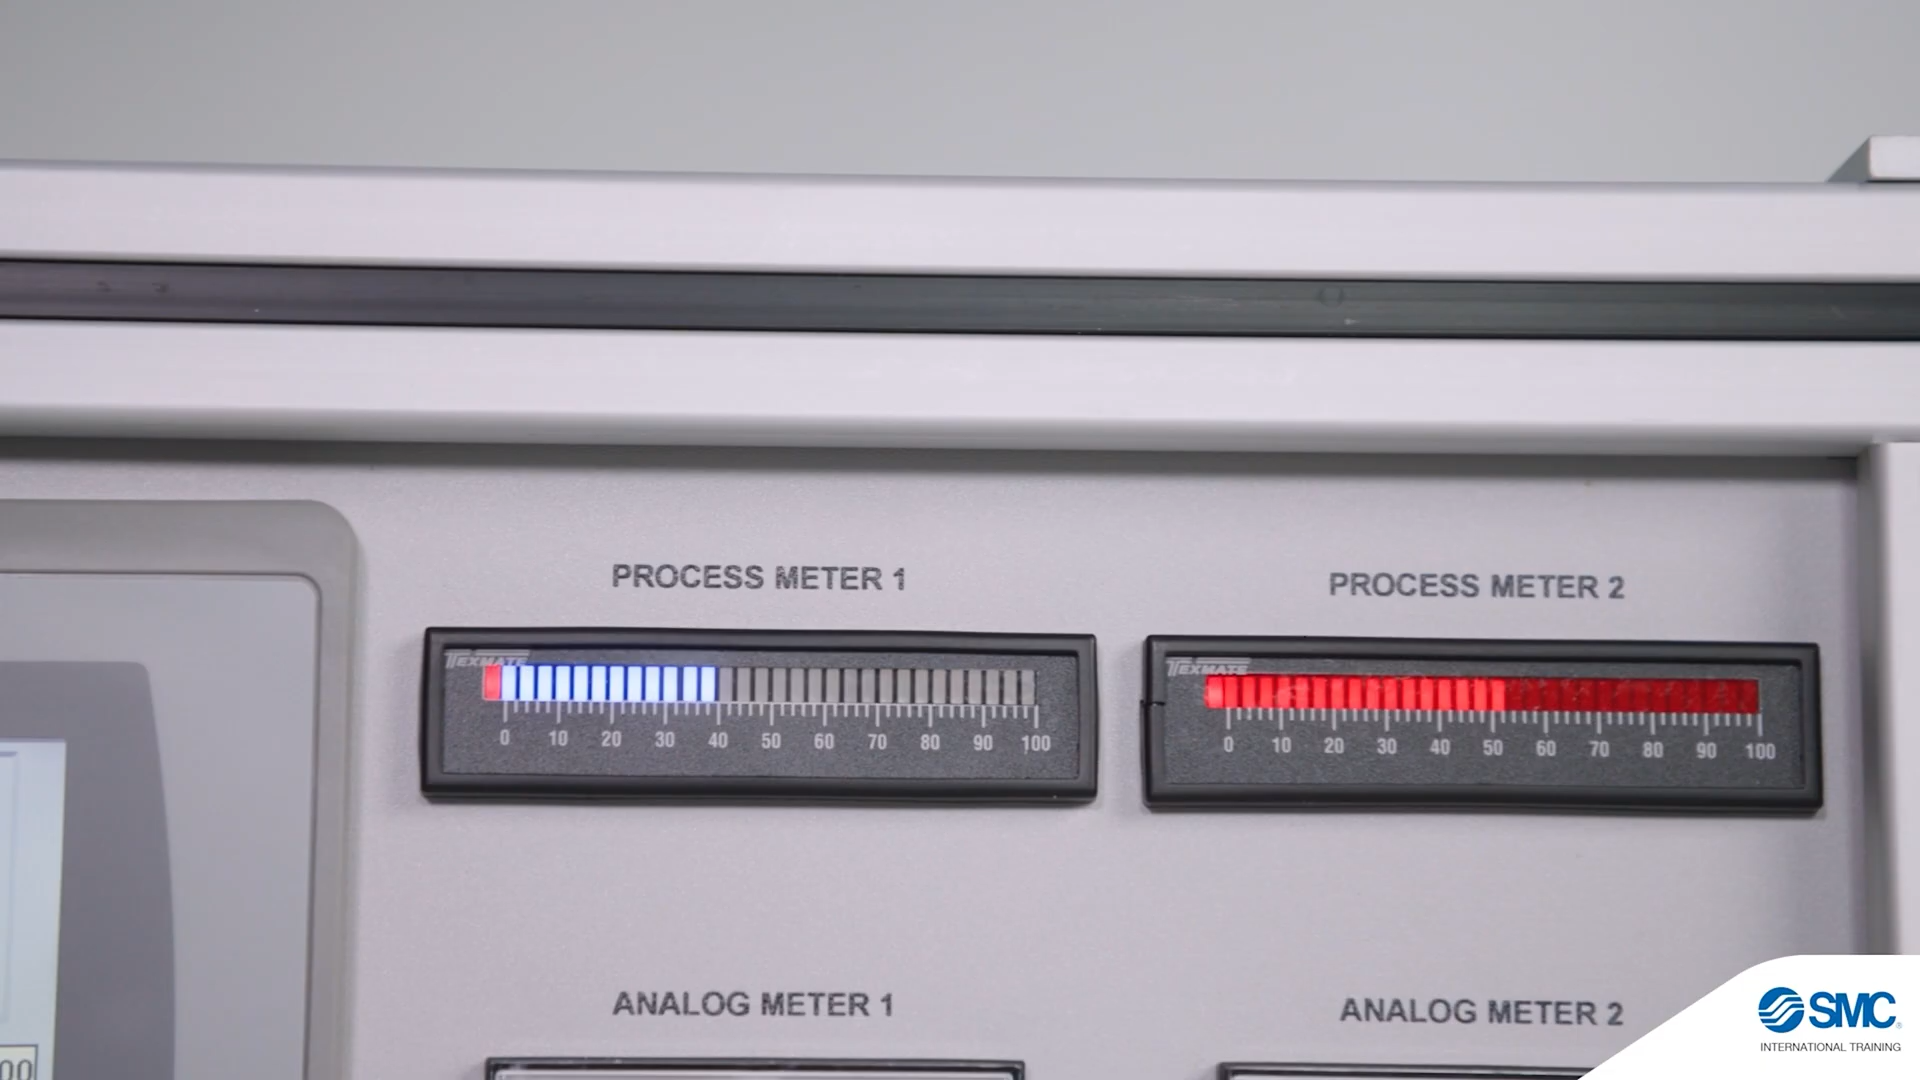 PROCESS METER 1
PROCESS METER 2
TEXMATE
0 10 20 30 40 50 60 70 80 90 100
TEXMATE
0 10 20 30 40 50 60 70 80 90 100
ANALOG METER 1
ANALOG METER 2
00
SMC
INTERNATIONAL TRAINING